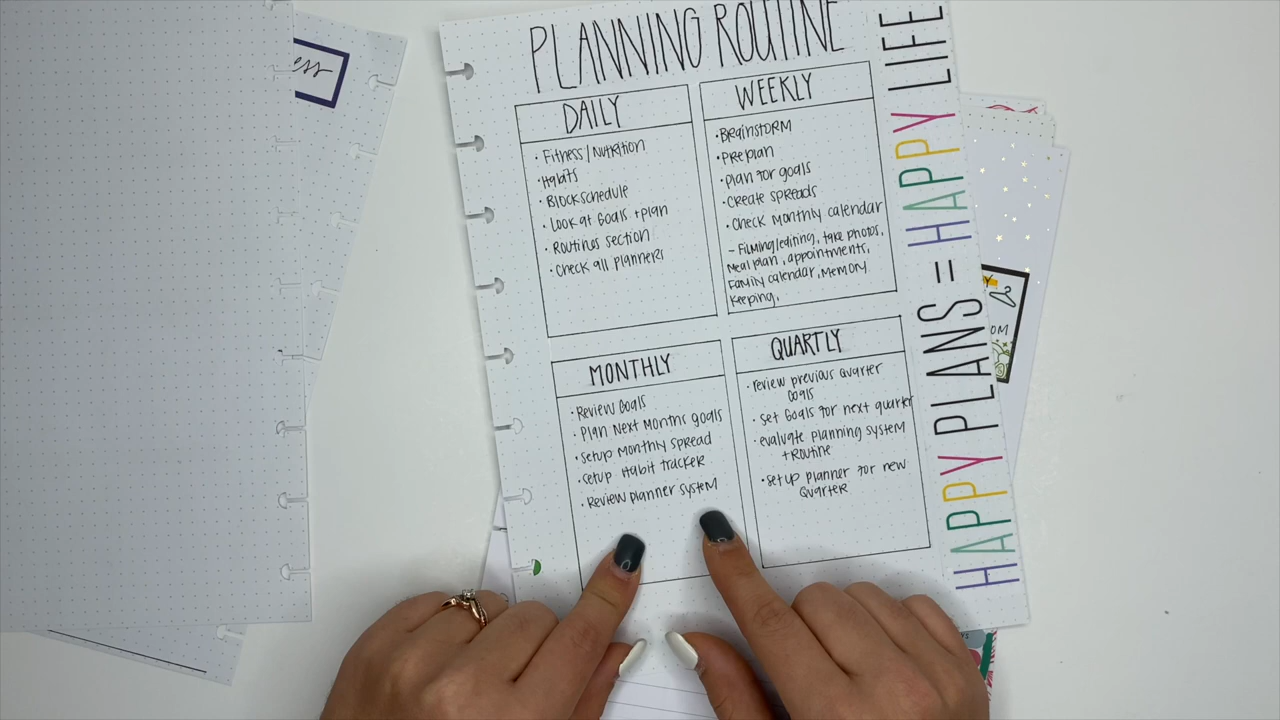 ess
PLANNING ROUTINE
DAILY
• Fitness/Nutrition
• Habits
• Block schedule
• Look at Goals + plan
• Routines section
• Check all planners
WEEKLY
• Brainstorm
• Preplan
• Plan for goals
• Create spreads
• Check Monthly calendar
- Filming/editing, take photos,
Meal plan, appointments,
Family calendar, Memory
Keeping,
MONTHLY
• Review Goals
• Plan Next Months goals
• Setup Monthly spread
• Setup Habit tracker
• Review planner system
QUARTLY
• review previous quarter
Goals
• Set Goals for next quarter
• evaluate planning system
+ routine
• Setup planner for new
Quarter
HAPPY PLANS = HAPPY LIFE
OM